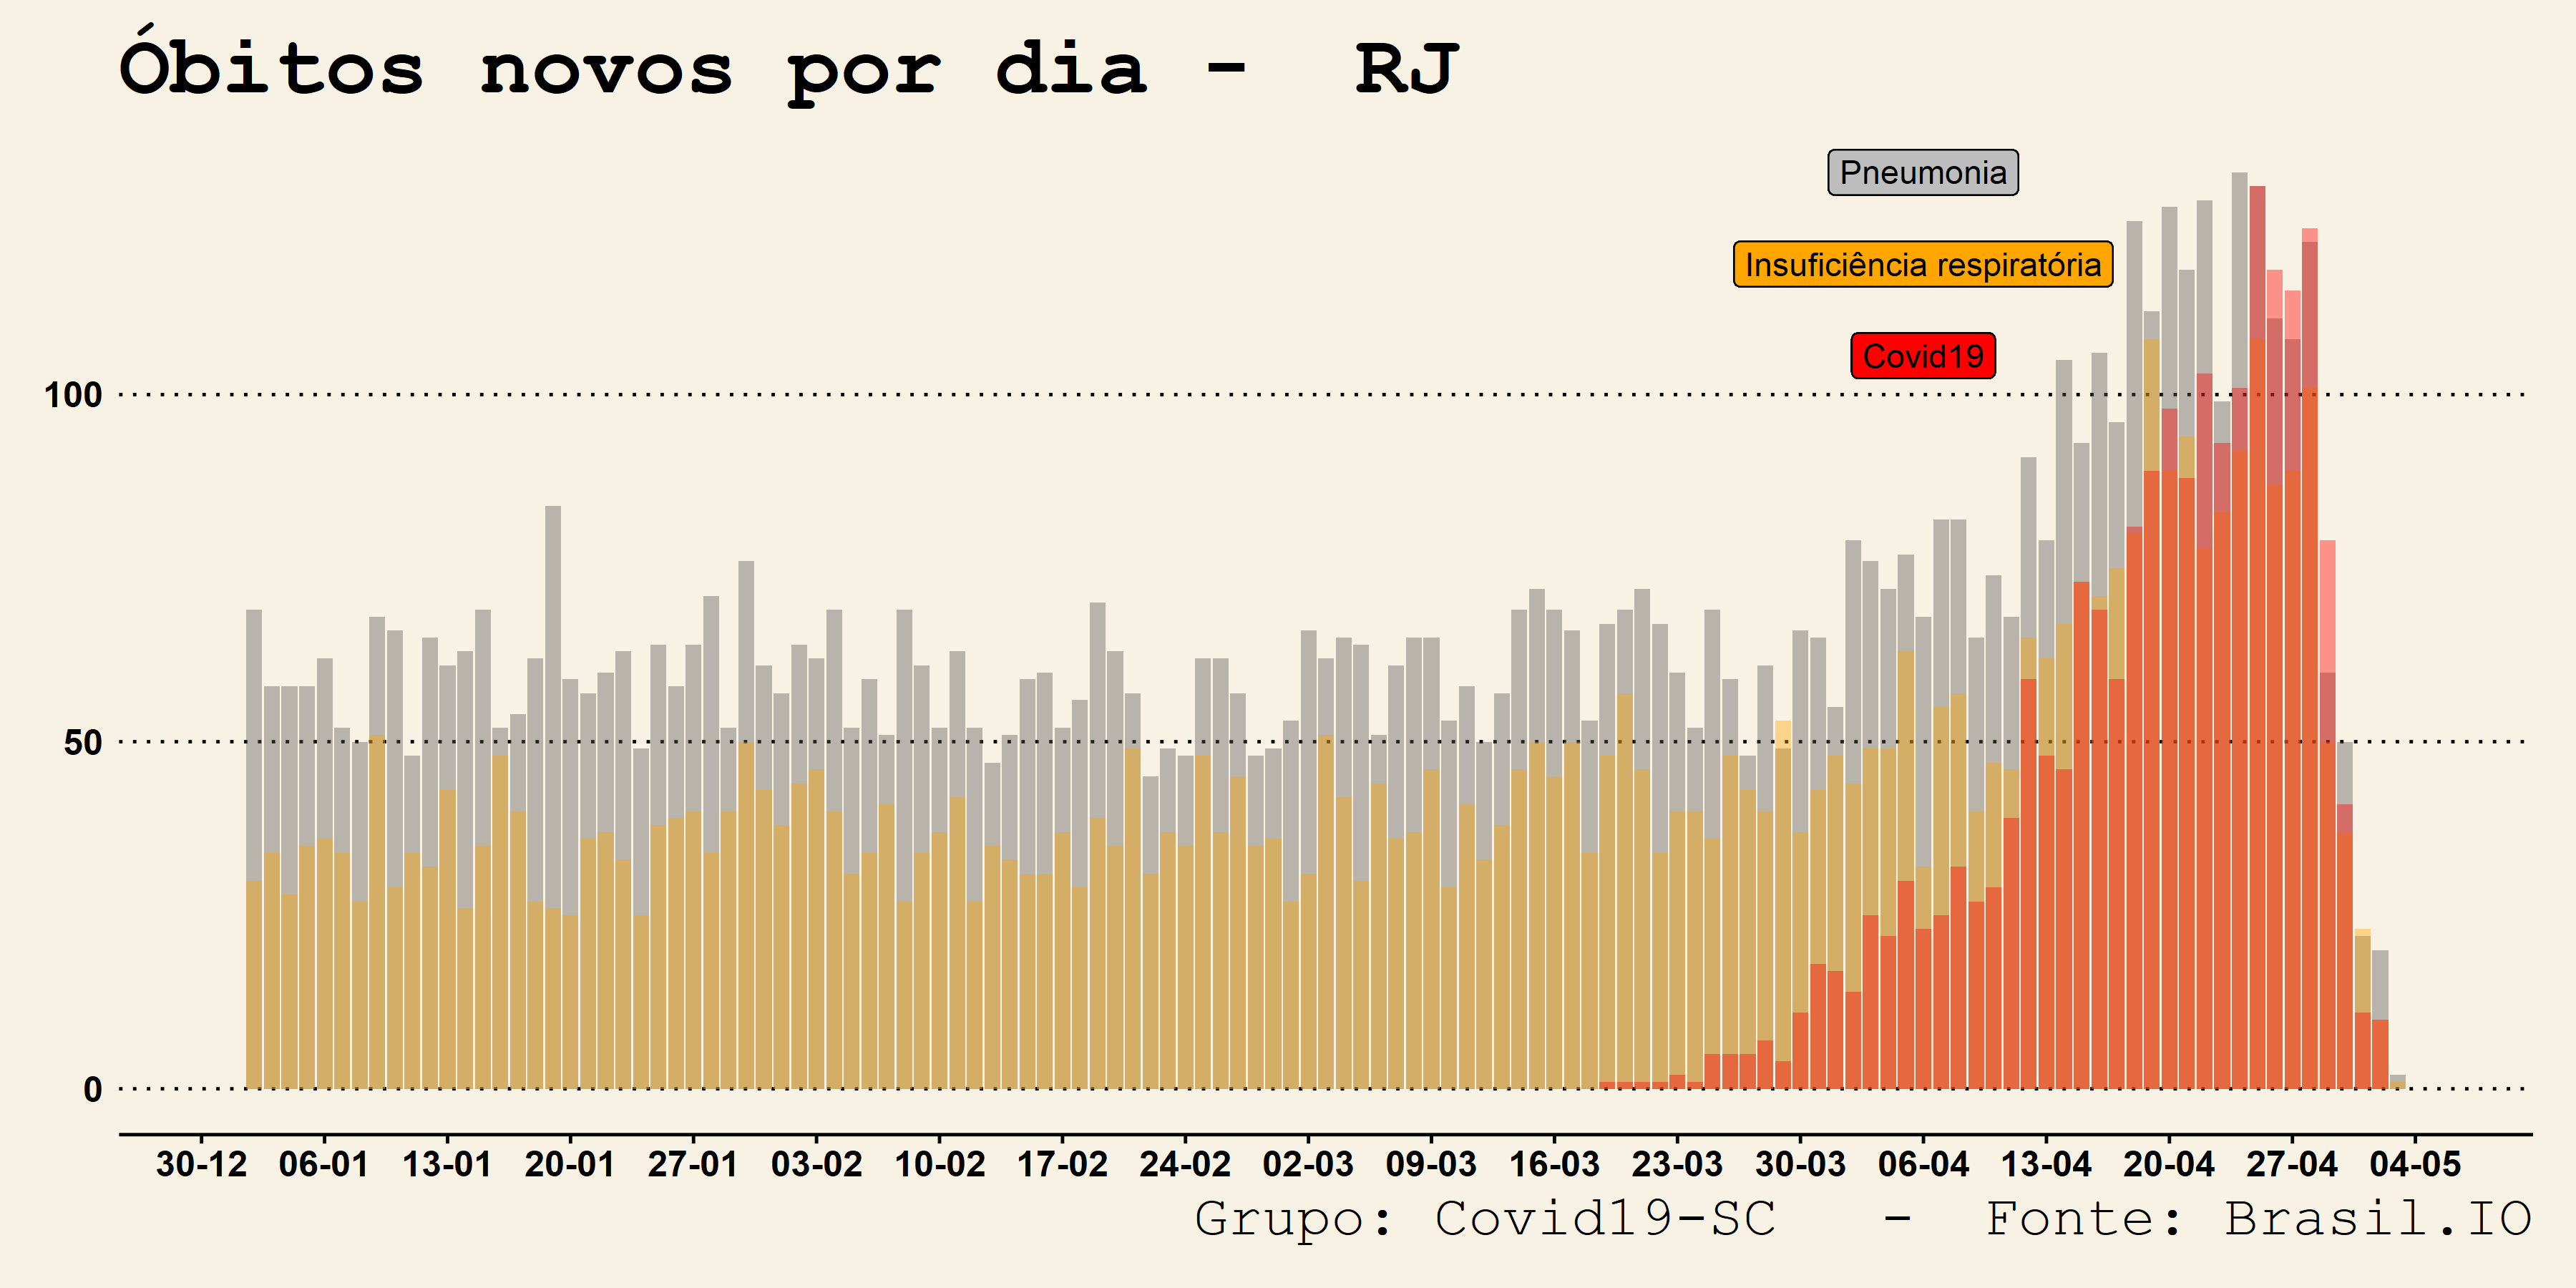 Óbitos novos por dia - RJ
Pneumonia
Insuficiência respiratória
Covid19
100
50
0
30-12 06-01 13-01 20-01 27-01 03-02 10-02 17-02 24-02 02-03 09-03 16-03 23-03 30-03 06-04 13-04 20-04 27-04 04-05
Grupo: Covid19-SC - Fonte: Brasil.IO